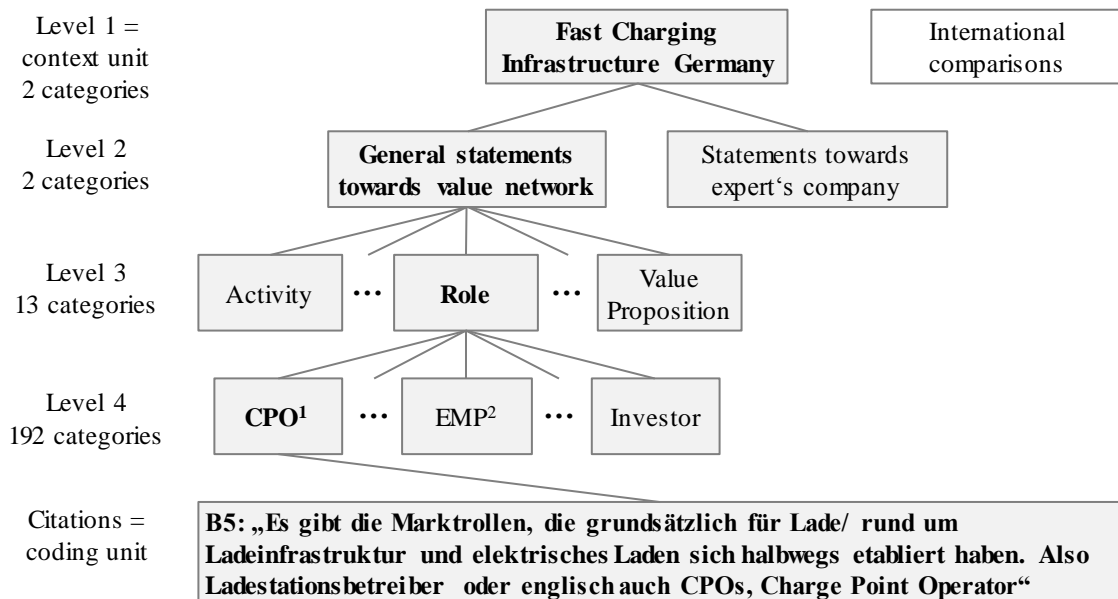 Level 1 =
context unit
2 categories
Fast Charging
Infrastructure Germany
International
comparisons
Level 2
2 categories
General statements
towards value network
Statements towards
expert‘s company
Level 3
13 categories
Activity
...
Role
...
Value
Proposition
Level 4
192 categories
CPO¹
...
EMP²
...
Investor
Citations =
coding unit
B5: „Es gibt die Marktrollen, die grundsätzlich für Lade/ rund um
Ladeinfrastruktur und elektrisches Laden sich halbwegs etabliert haben. Also
Ladestationsbetreiber oder englisch auch CPOs, Charge Point Operator“